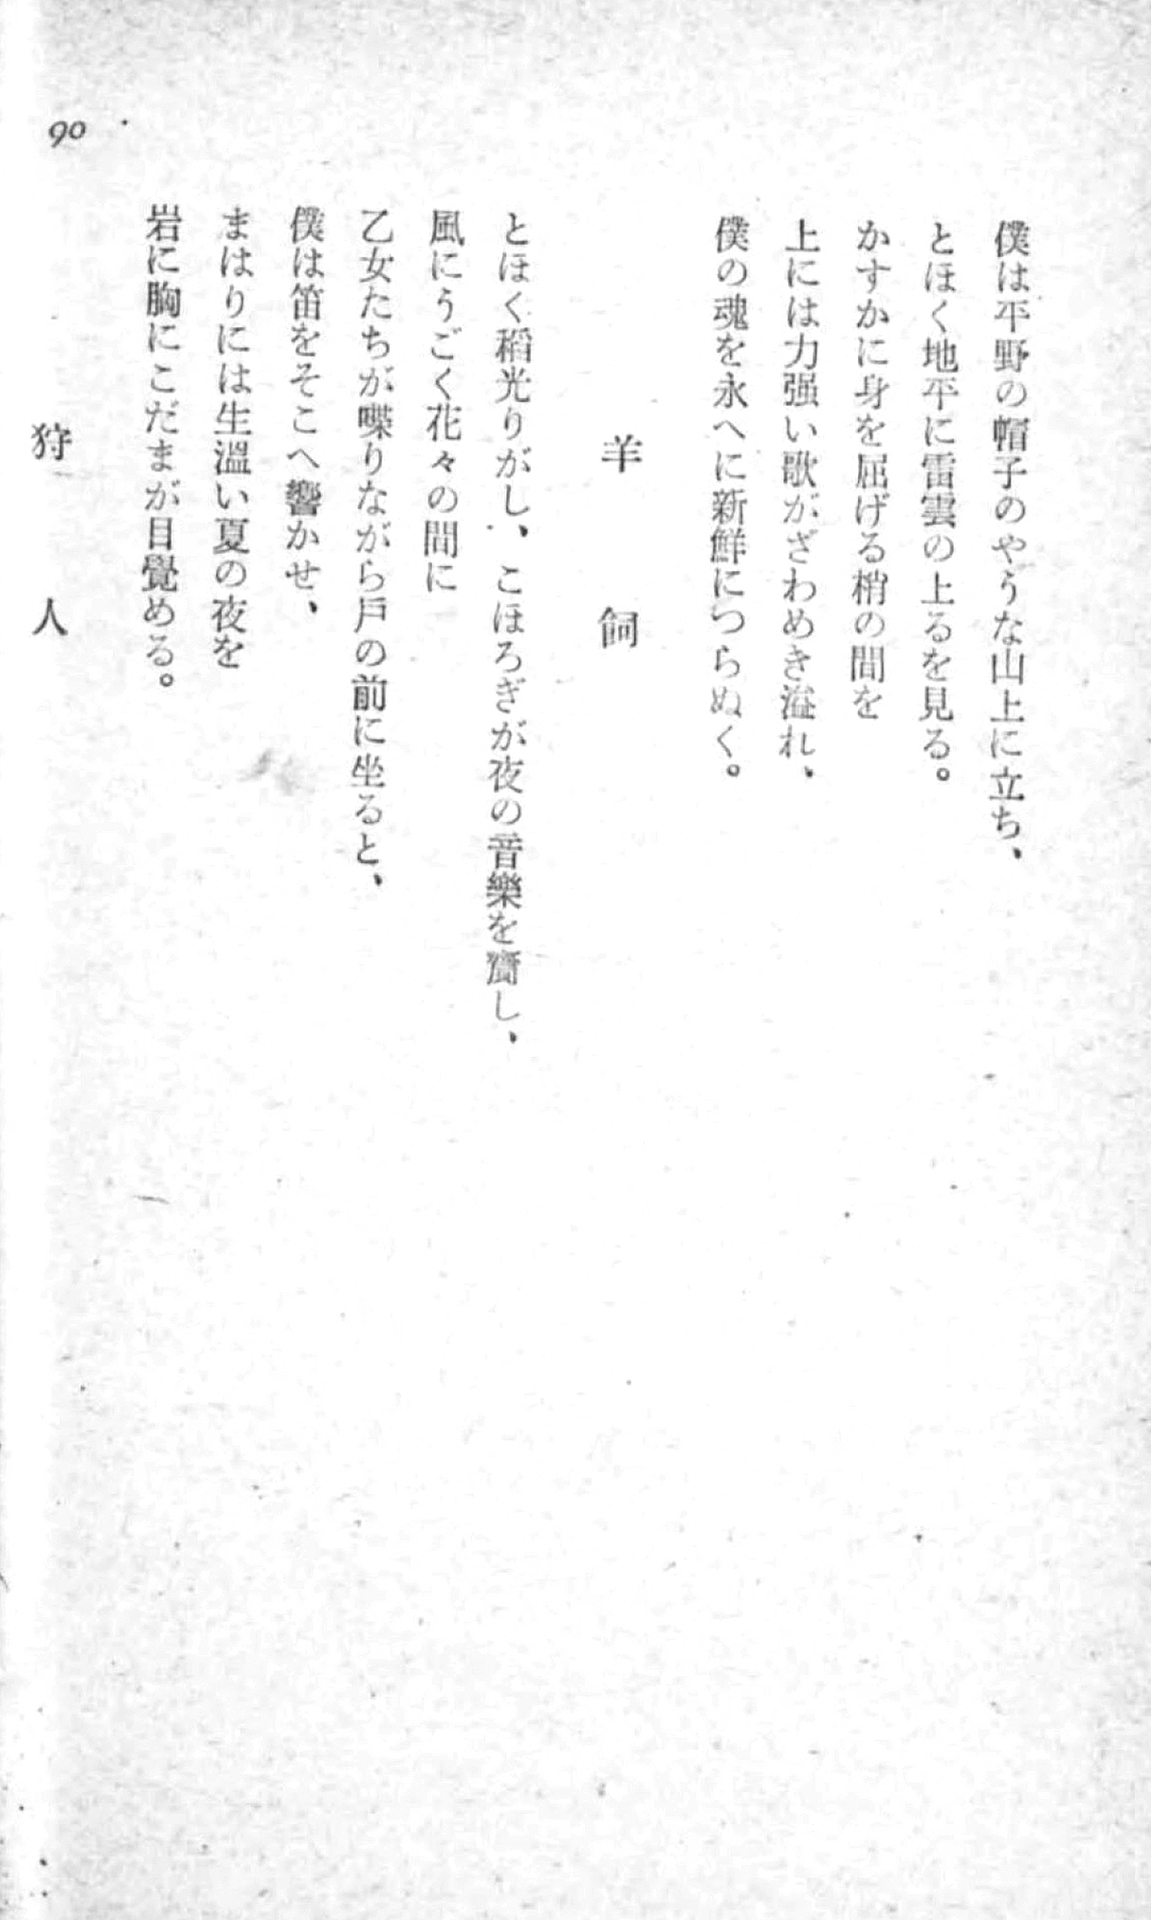 僕は平野の帽子のやうな山上に立ち、
とほく地平に雷雲の上るを見る。
かすかに身を屈げる梢の間を
上には力强い歌がざわめき溢れ、
僕の魂を永へに新鮮につらぬく。
羊飼
とほく稻光りがし、こほろぎが夜の音樂を齎し、
風にうごく花々の間に
乙女たちが喋りながら戶の前に坐ると、
僕は笛をそこへ響かせ、
まはりには生溫い夏の夜を
岩に胸にこだまが目覺める。
狩人
90